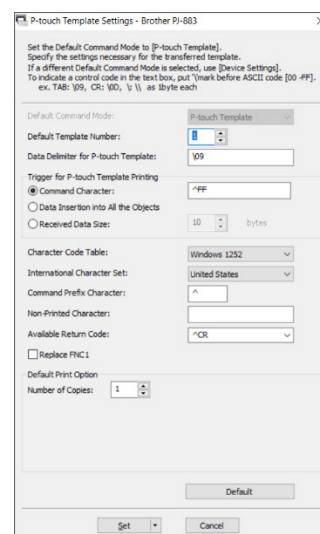 P-touch Template Settings - Brother PJ-883
Set the Default Command Mode to [P-touch Template].
Specify the settings necessary for the transferred template.
If a different Default Command Mode is selected, use [Device Settings].
To indicate a control code in the text box, put "\(mark before ASCII code [00 -FF].
ex. TAB: \09, CR: \0D, \: \\ as 1byte each
Default Command Mode: P-touch Template
Default Template Number: 1
Data Delimiter for P-touch Template: \09
Trigger for P-touch Template Printing
Command Character: ^FF
Data Insertion into All the Objects
Received Data Size: 10 bytes
Character Code Table: Windows 1252
International Character Set: United States
Command Prefix Character: ^
Non-Printed Character:
Available Return Code: ^CR
Replace FNC1
Default Print Option
Number of Copies: 1
Default
Set Cancel